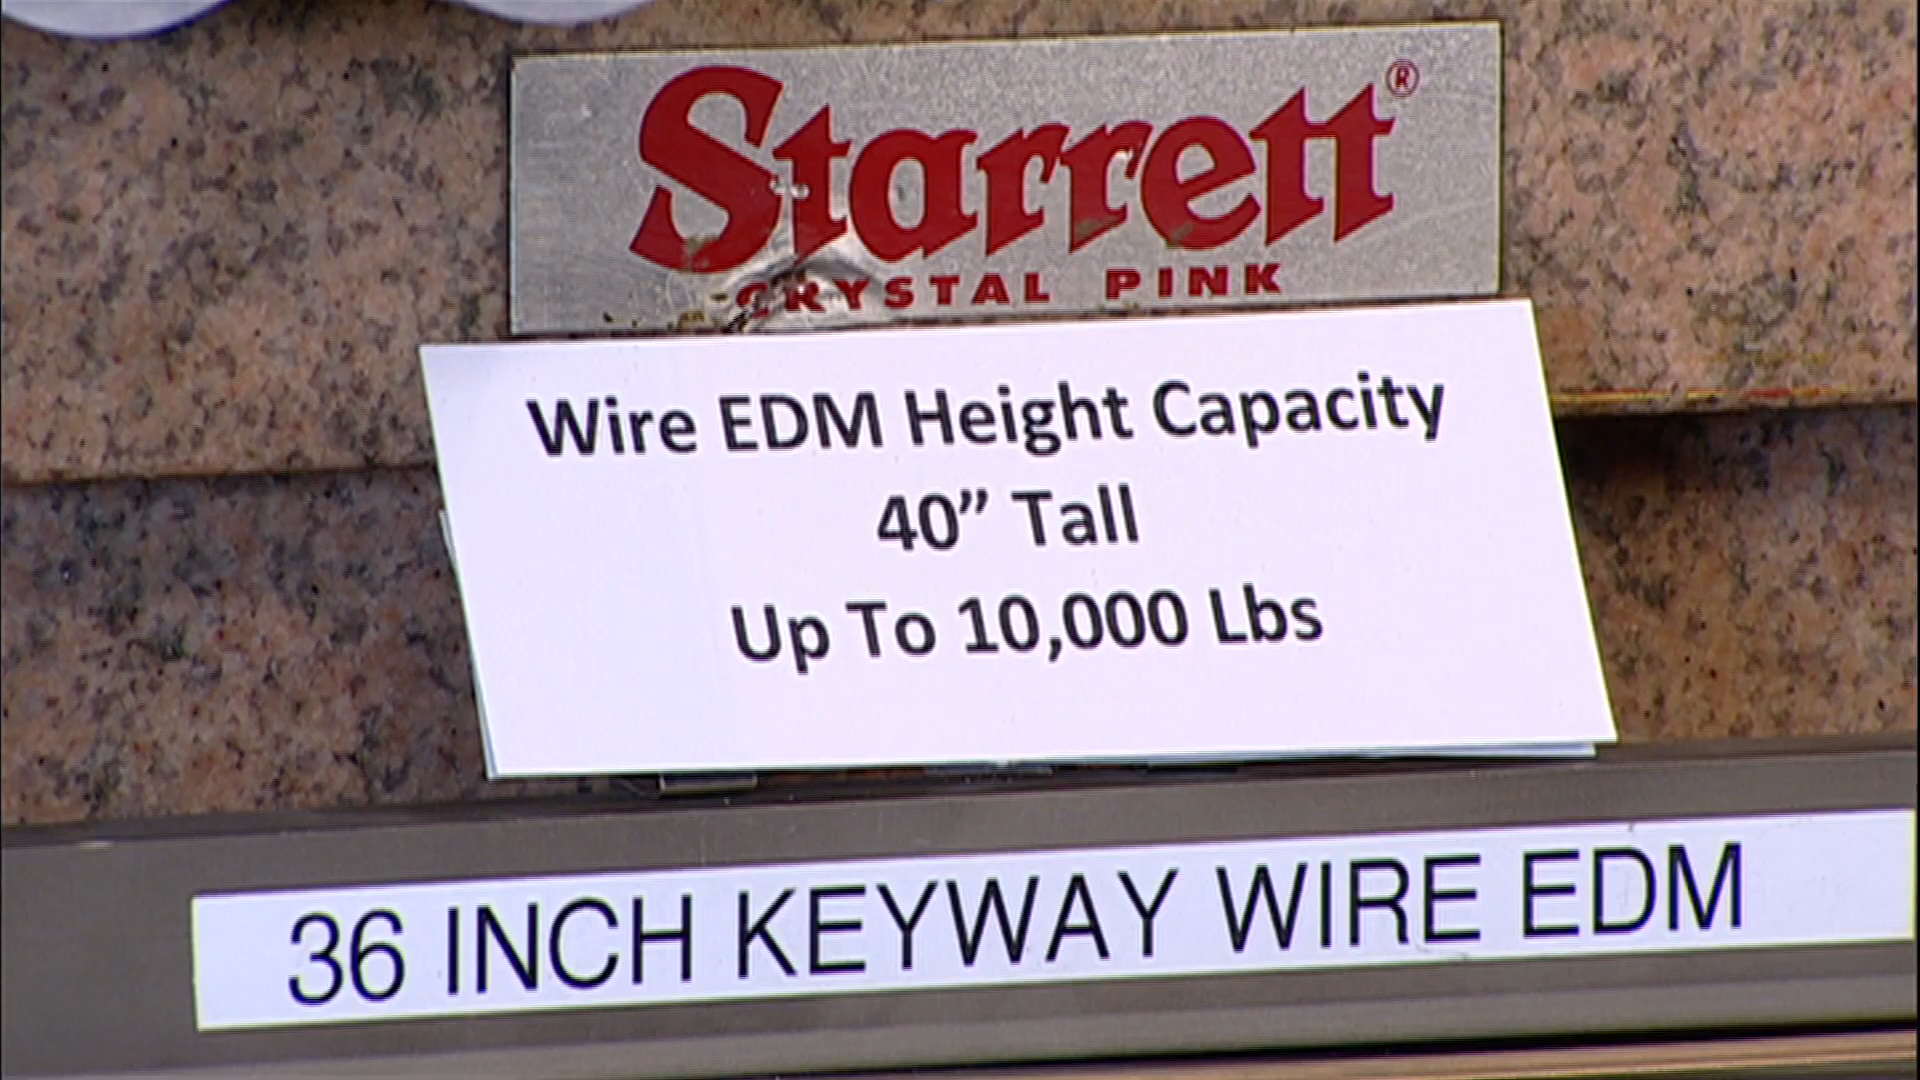 Starrett®
CRYSTAL PINK
Wire EDM Height Capacity
40” Tall
Up To 10,000 Lbs
36 INCH KEYWAY WIRE EDM